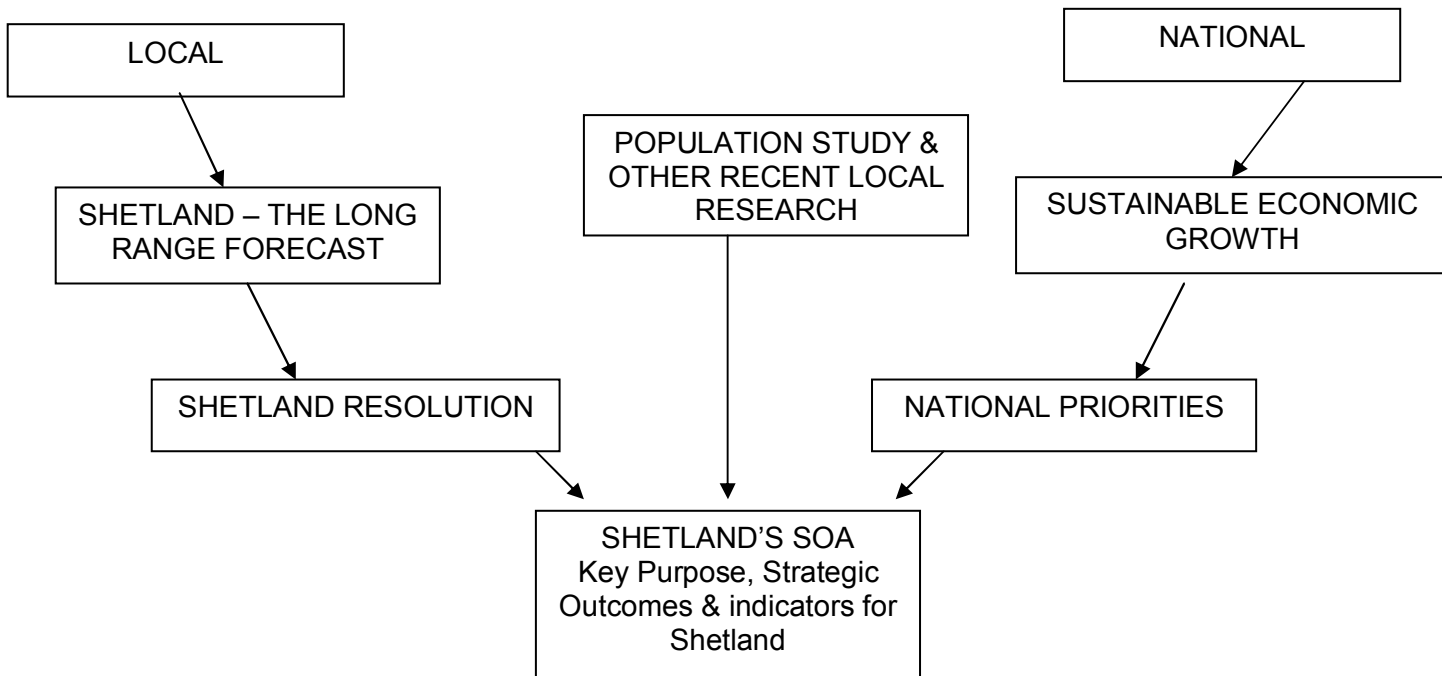 LOCAL
NATIONAL
POPULATION STUDY &
OTHER RECENT LOCAL
RESEARCH
SHETLAND – THE LONG
RANGE FORECAST
SUSTAINABLE ECONOMIC
GROWTH
SHETLAND RESOLUTION
NATIONAL PRIORITIES
SHETLAND’S SOA
Key Purpose, Strategic
Outcomes & indicators for
Shetland